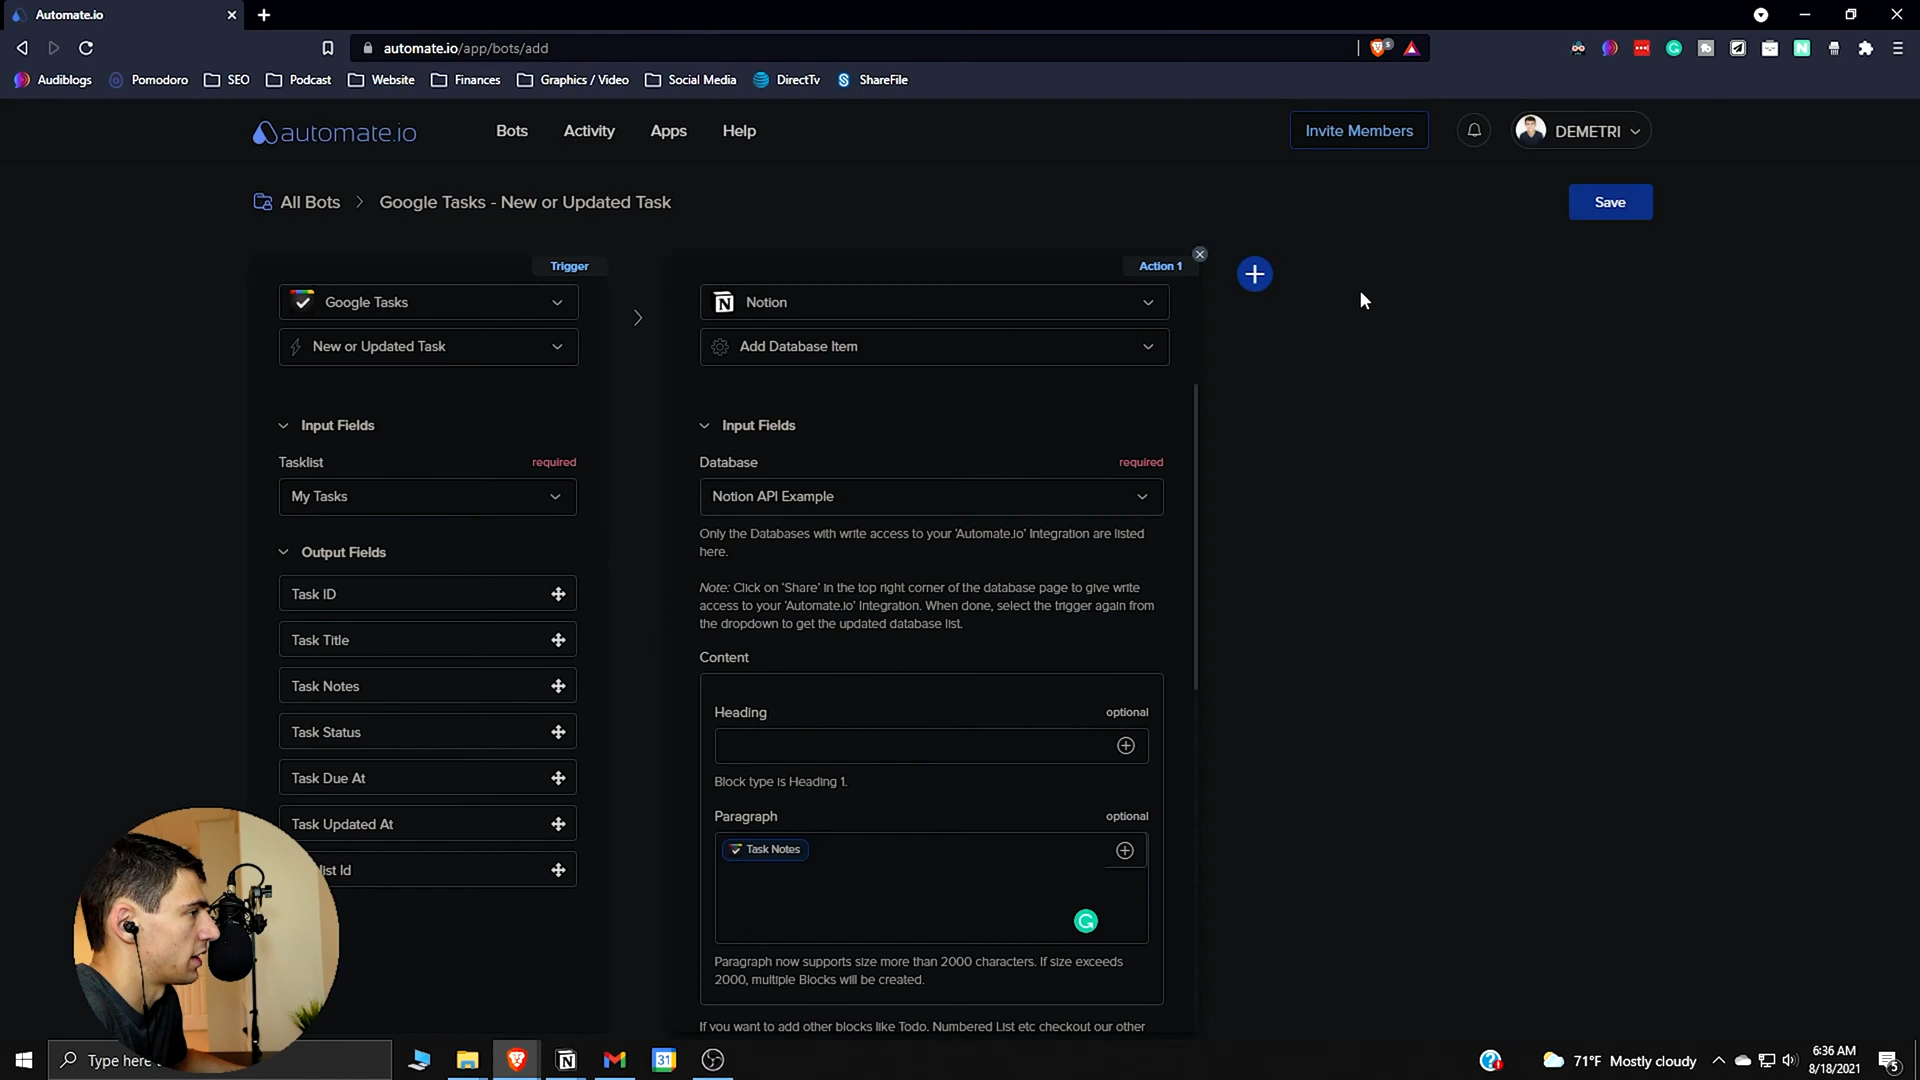 Automate.io
automate.io/app/bots/add
Audiblogs
Pomodoro
SEO
Podcast
Website
Finances
Graphics / Video
Social Media
DirectTv
ShareFile
automate.io
Bots
Activity
Apps
Help
Invite Members
DEMETRI
All Bots > Google Tasks - New or Updated Task
Save
Trigger
Google Tasks
New or Updated Task
Input Fields
Tasklist
required
My Tasks
Output Fields
Task ID
Task Title
Task Notes
Task Status
Task Due At
Task Updated At
list Id
Action 1
Notion
Add Database Item
Input Fields
Database
required
Notion API Example
Only the Databases with write access to your 'Automate.io' Integration are listed
here.
Note: Click on 'Share' in the top right corner of the database page to give write
access to your 'Automate.io' Integration. When done, select the trigger again from
the dropdown to get the updated database list.
Content
Heading
optional
Block type is Heading 1.
Paragraph
optional
Task Notes
Paragraph now supports size more than 2000 characters. If size exceeds
2000, multiple Blocks will be created.
If you want to add other blocks like Todo. Numbered List etc checkout our other
Type here
31
71°F Mostly cloudy
6:36 AM
8/18/2021
5